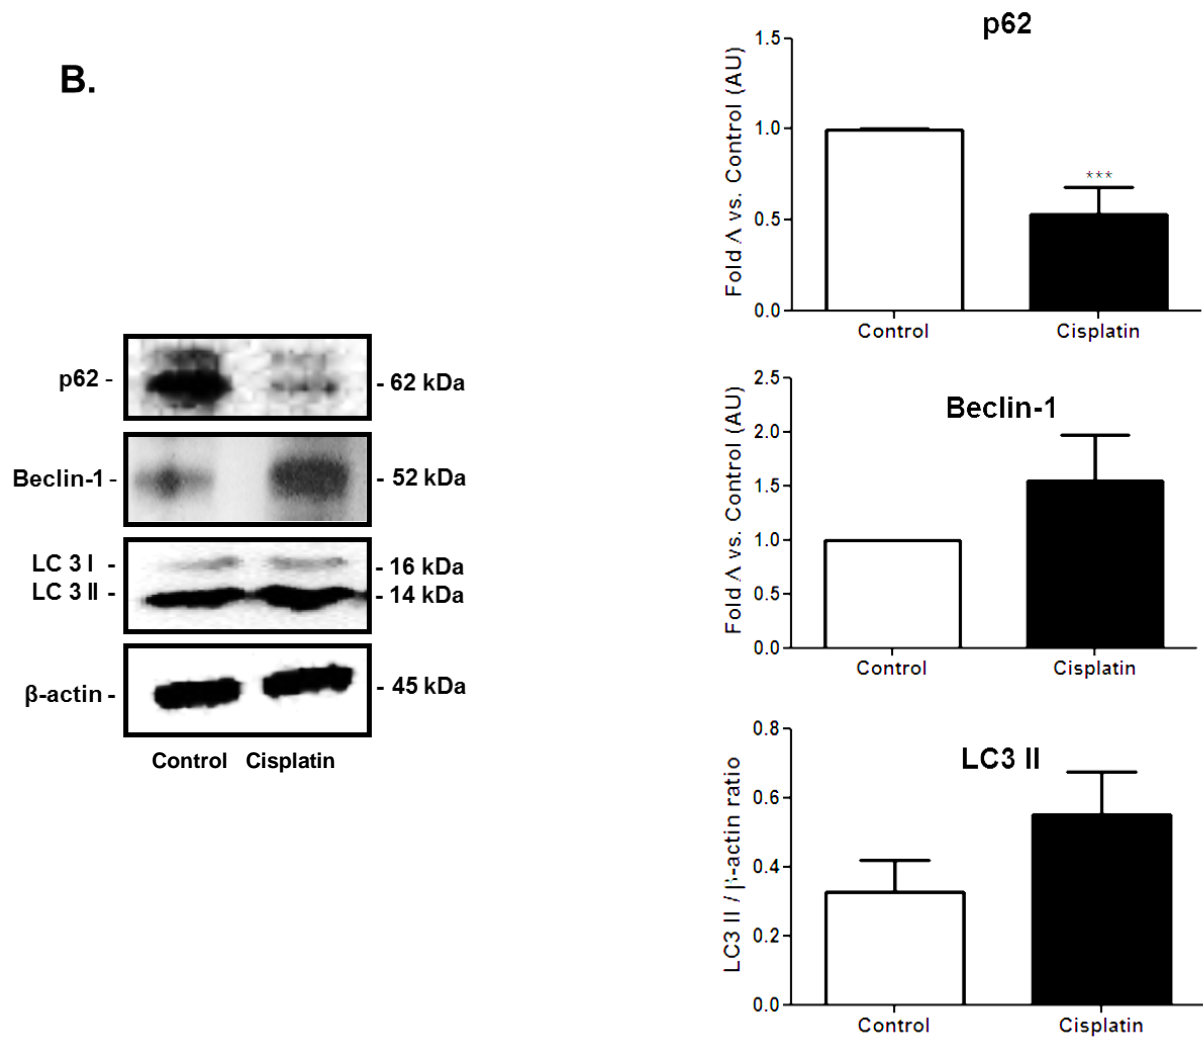 B.
p62 -
- 62 kDa
Beclin-1 -
- 52 kDa
LC 3 I -
- 16 kDa
LC 3 II -
- 14 kDa
β-actin -
- 45 kDa
Control Cisplatin
p62
Fold Λ vs. Control (AU)
1.5
1.0
0.5
0.0
***
Control Cisplatin
Beclin-1
Fold Λ vs. Control (AU)
2.5
2.0
1.5
1.0
0.5
0.0
Control Cisplatin
LC3 II
LC3 II / β-actin ratio
0.8
0.6
0.4
0.2
0.0
Control Cisplatin